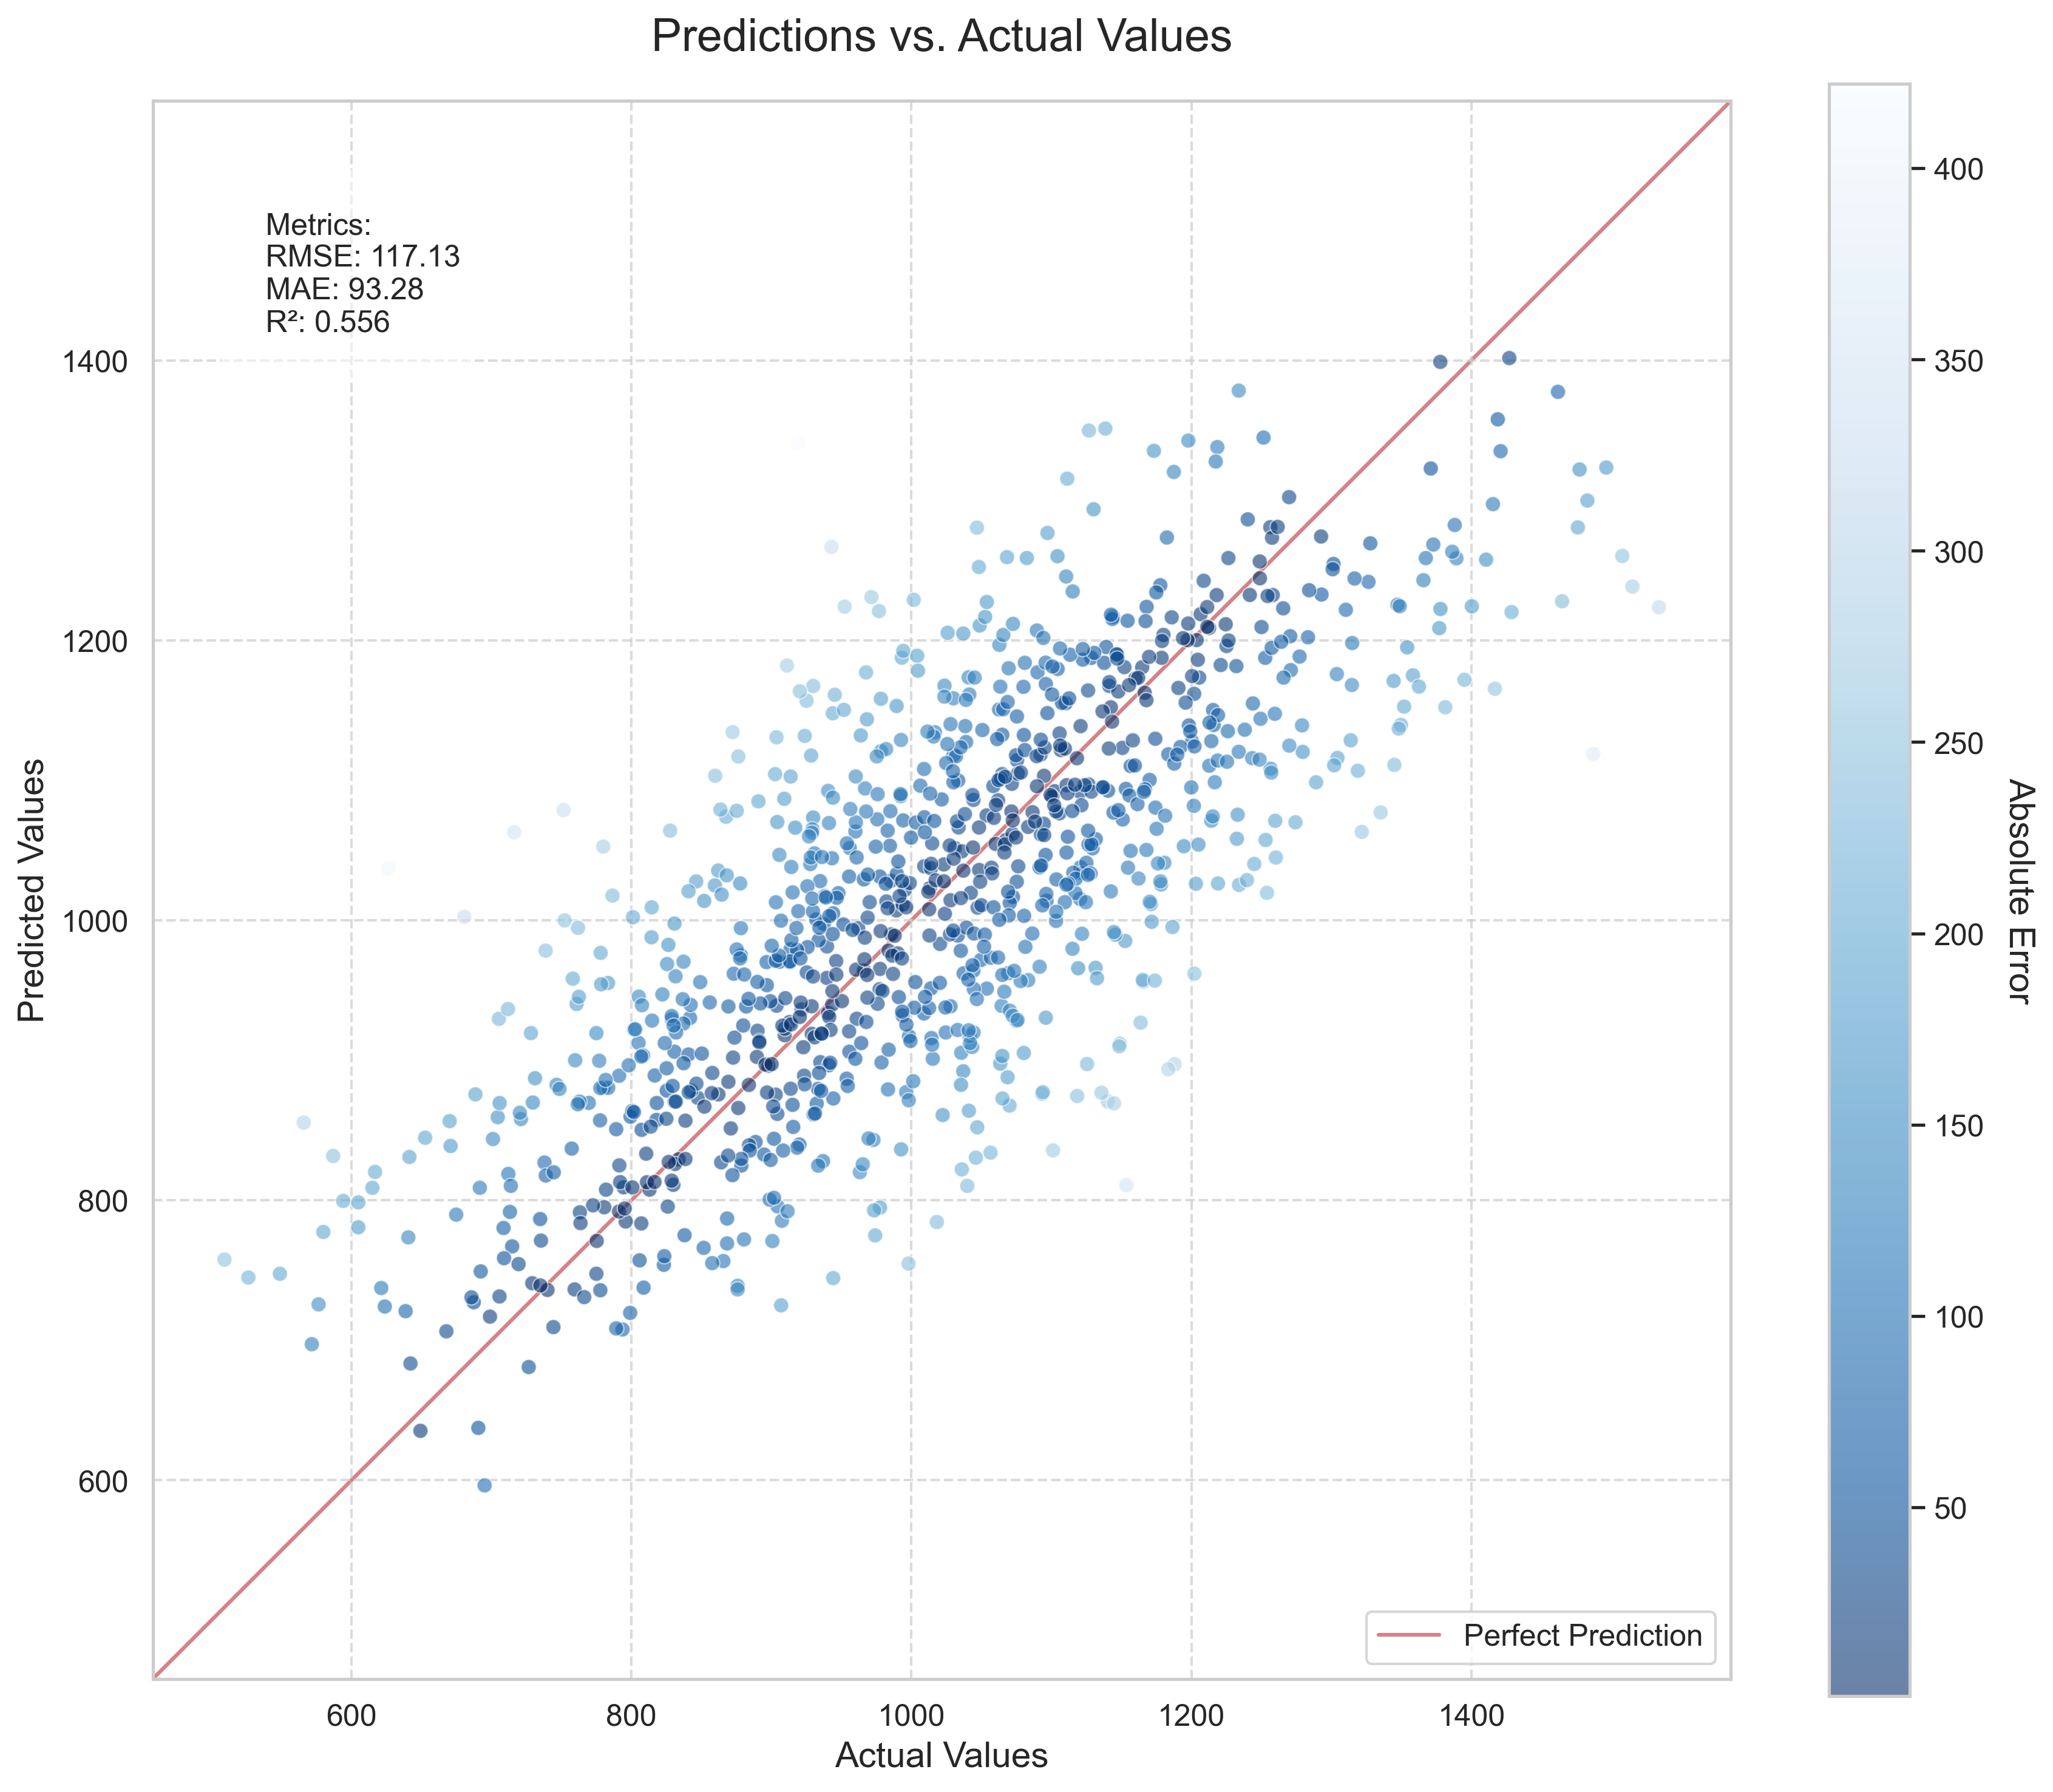 Predictions vs. Actual Values
Metrics:
RMSE: 117.13
MAE: 93.28
R²: 0.556
Predicted Values
1400
1200
1000
800
600
600
800
1000
1200
1400
Actual Values
Perfect Prediction
400
350
300
250
200
150
100
50
Absolute Error